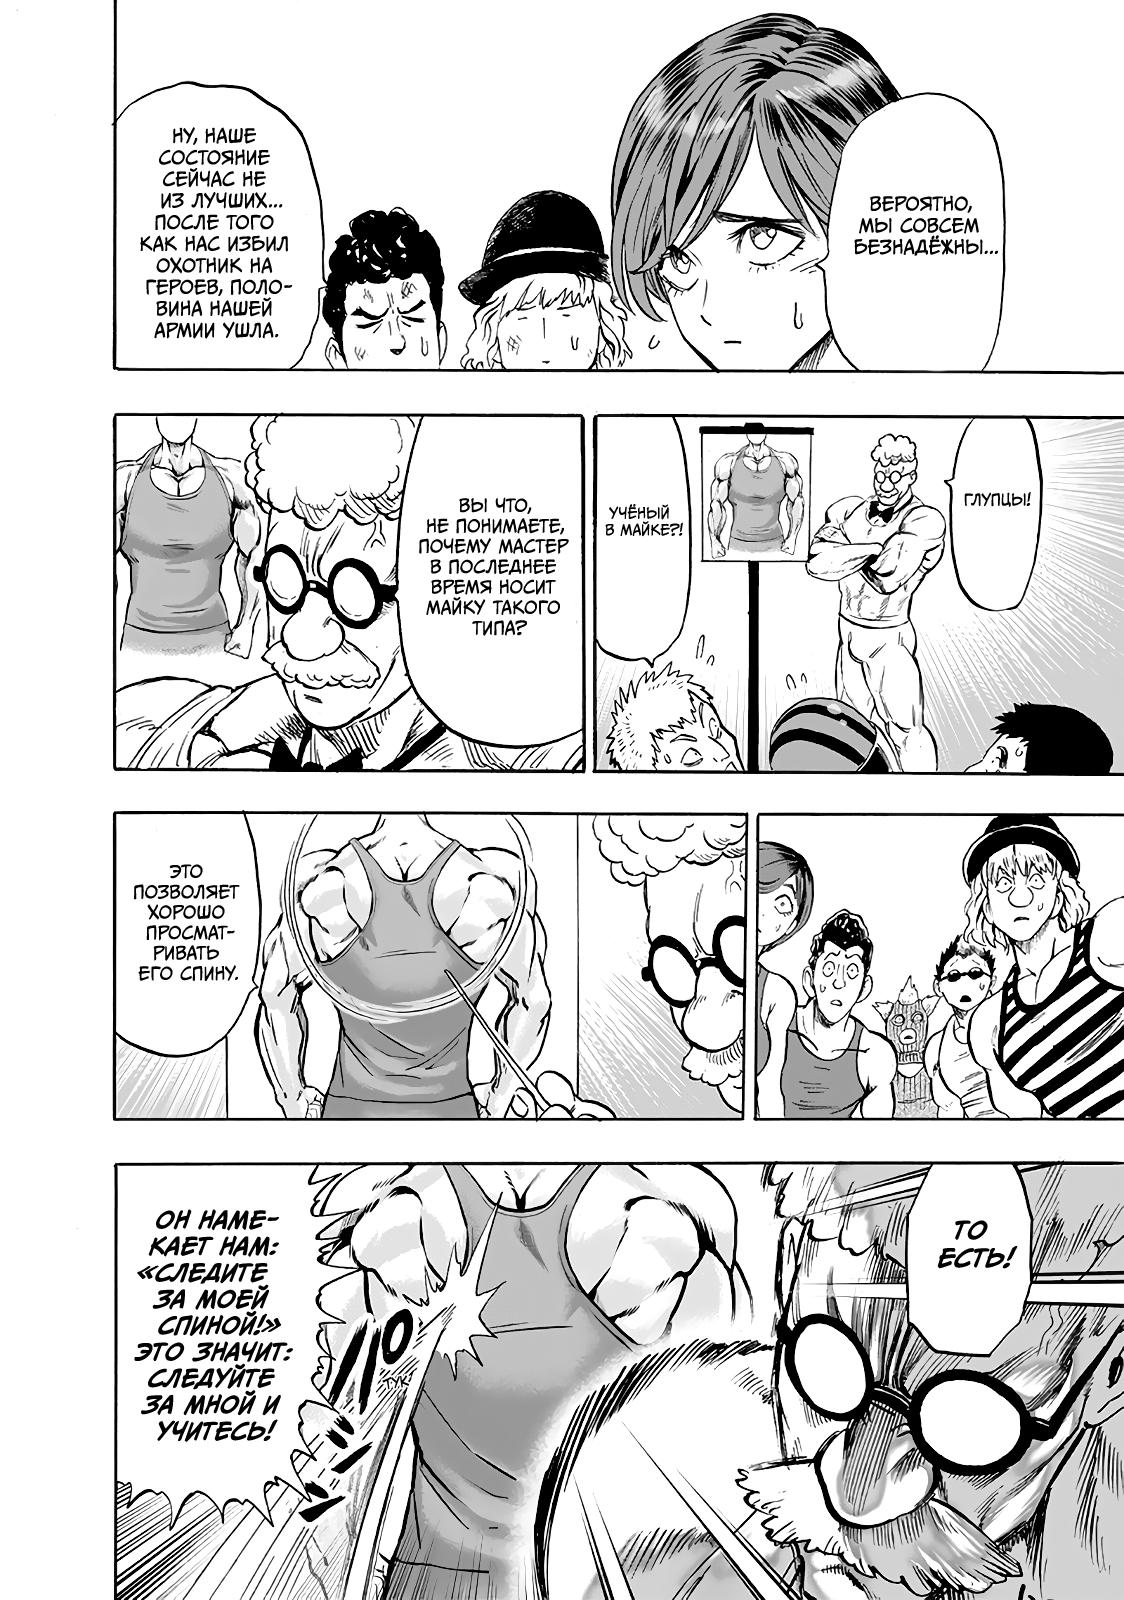 ВЕРОЯТНО,
МЫ СОВСЕМ
БЕЗНАДЁЖНЫ...
НУ, НАШЕ
СОСТОЯНИЕ
СЕЙЧАС НЕ
ИЗ ЛУЧШИХ...
ПОСЛЕ ТОГО
КАК НАС ИЗБИЛ
ОХОТНИК НА
ГЕРОЕВ, ПОЛО-
ВИНА НАШЕЙ
АРМИИ УШЛА.
ГЛУПЦЫ!
УЧЁНЫЙ
В МАЙКЕ?!
ВЫ ЧТО,
НЕ ПОНИМАЕТЕ,
ПОЧЕМУ МАСТЕР
В ПОСЛЕДНЕЕ
ВРЕМЯ НОСИТ
МАЙКУ ТАКОГО
ТИПА?
ЭТО
ПОЗВОЛЯЕТ
ХОРОШО
ПРОСМАТ-
РИВАТЬ
ЕГО СПИНУ.
ТО
ЕСТЬ!
ТУК
ОН НАМЕ-
КАЕТ НАМ:
«СЛЕДИТЕ
ЗА МОЕЙ
СПИНОЙ!»
ЭТО ЗНАЧИТ:
СЛЕДУЙТЕ
ЗА МНОЙ И
УЧИТЕСЬ!